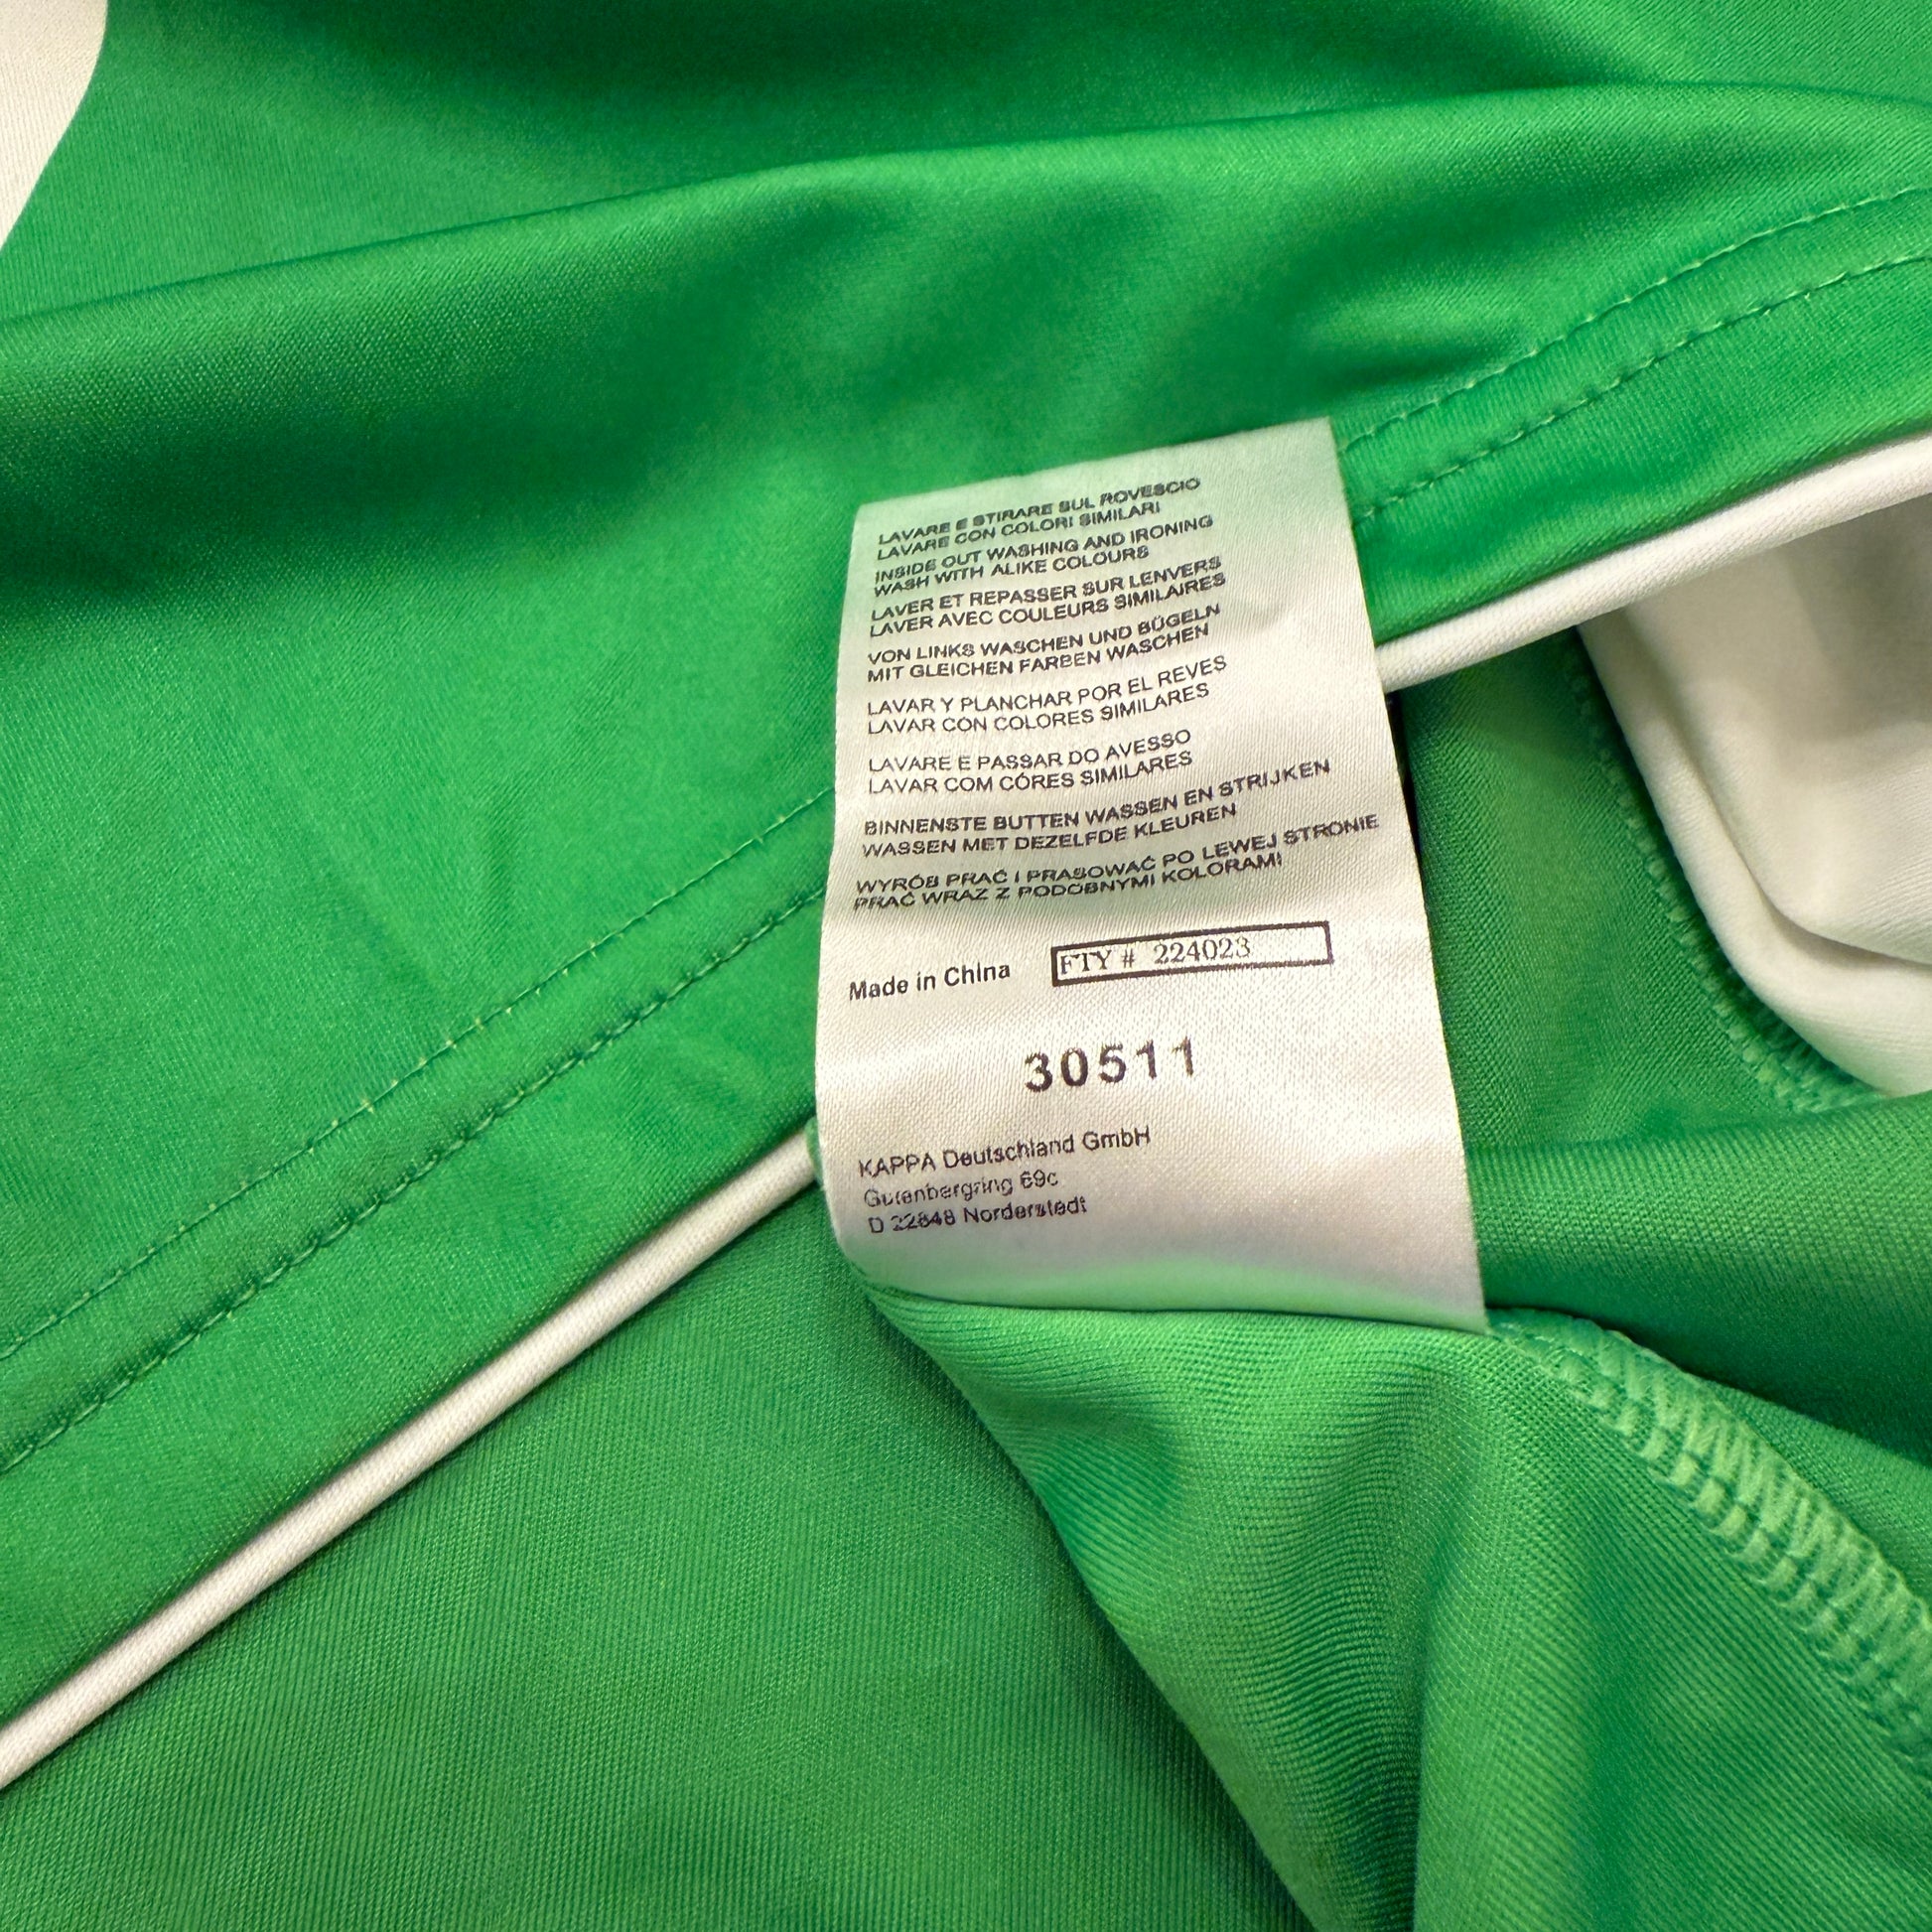 LAVARE E STIRARE SUL ROVESCIO
LAVARE CON COLORI SIMILARI
INSIDE OUT WASHING AND IRONING
WASH WITH ALIKE COLOURS
LAVER ET REPASSER SUR LENVERS
LAVER AVEC COULEURS SIMILAIRES
VON LINKS WASCHEN UND BÜGELN
MIT GLEICHEN FARBEN WASCHEN
LAVAR Y PLANCHAR POR EL REVES
LAVAR CON COLORES SIMILARES
LAVARE E PASSAR DO AVESSO
LAVAR COM CÓRES SIMILARES
BINNENSTE BUTTEN WASSEN EN STRIJKEN
WASSEN MET DEZELFDE KLEUREN
WYRÓB PRAĆ I PRASOWAĆ PO LEWEJ STRONIE
PRAĆ WRAZ Z PODOBNYMI KOLORAMI
Made in China FTY # 224023
30511
KAPPA Deutschland GmbH
Gutenbergring 69c
D 22848 Norderstedt